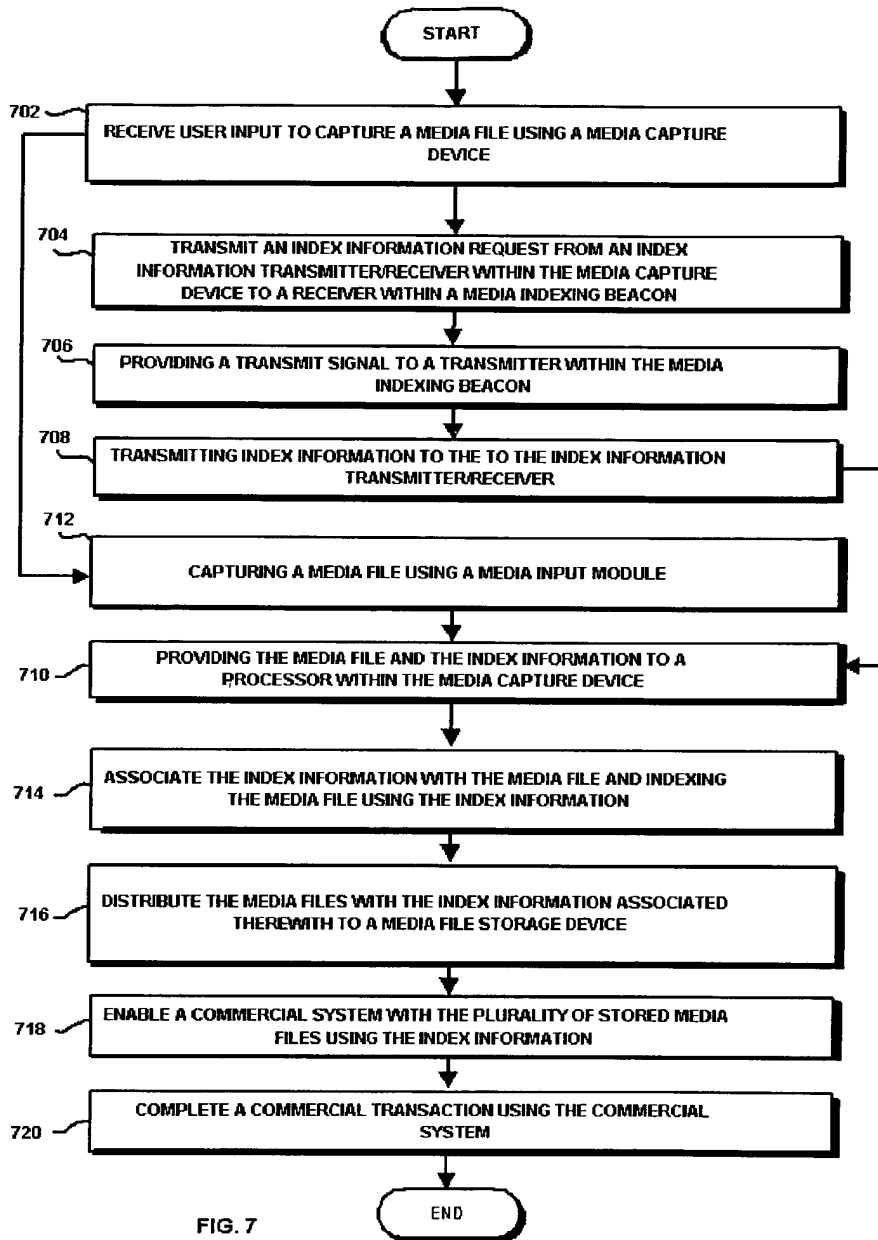 START
702
RECEIVE USER INPUT TO CAPTURE A MEDIA FILE USING A MEDIA CAPTURE
DEVICE
704
TRANSMIT AN INDEX INFORMATION REQUEST FROM AN INDEX
INFORMATION TRANSMITTER/RECEIVER WITHIN THE MEDIA CAPTURE
DEVICE TO A RECEIVER WITHIN A MEDIA INDEXING BEACON
706
PROVIDING A TRANSMIT SIGNAL TO A TRANSMITTER WITHIN THE MEDIA
INDEXING BEACON
708
TRANSMITTING INDEX INFORMATION TO THE TO THE INDEX INFORMATION
TRANSMITTER/RECEIVER
712
CAPTURING A MEDIA FILE USING A MEDIA INPUT MODULE
710
PROVIDING THE MEDIA FILE AND THE INDEX INFORMATION TO A
PROCESSOR WITHIN THE MEDIA CAPTURE DEVICE
714
ASSOCIATE THE INDEX INFORMATION WITH THE MEDIA FILE AND INDEXING
THE MEDIA FILE USING THE INDEX INFORMATION
716
DISTRIBUTE THE MEDIA FILES WITH THE INDEX INFORMATION ASSOCIATED
THEREWITH TO A MEDIA FILE STORAGE DEVICE
718
ENABLE A COMMERCIAL SYSTEM WITH THE PLURALITY OF STORED MEDIA
FILES USING THE INDEX INFORMATION
720
COMPLETE A COMMERCIAL TRANSACTION USING THE COMMERCIAL
SYSTEM
END
FIG. 7